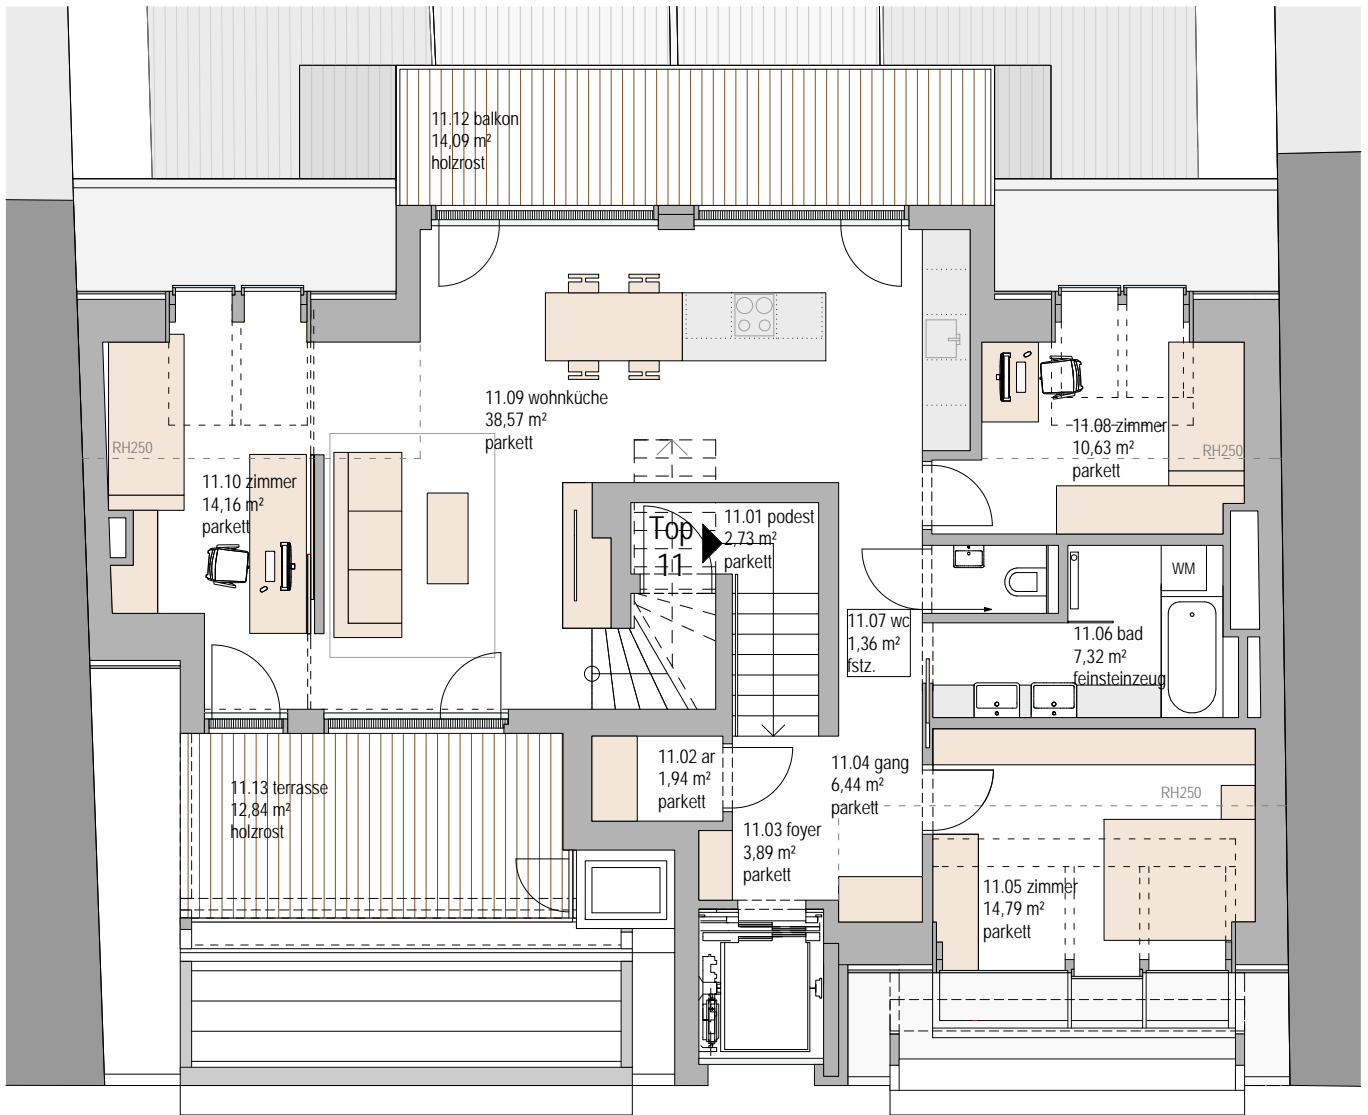 11.12 balkon
14,09 m²
holzrost
11.09 wohnküche
38,57 m²
parkett
11.08 zimmer
10,63 m²
parkett
RH250
RH250
11.10 zimmer
14,16 m²
parkett
Top
11
11.01 podest
2,73 m²
parkett
WM
11.07 wc
1,36 m²
fstz.
11.06 bad
7,32 m²
feinsteinzeug
11.02 ar
1,94 m²
parkett
11.04 gang
6,44 m²
parkett
11.13 terrasse
12,84 m²
holzrost
RH250
11.03 foyer
3,89 m²
parkett
11.05 zimmer
14,79 m²
parkett